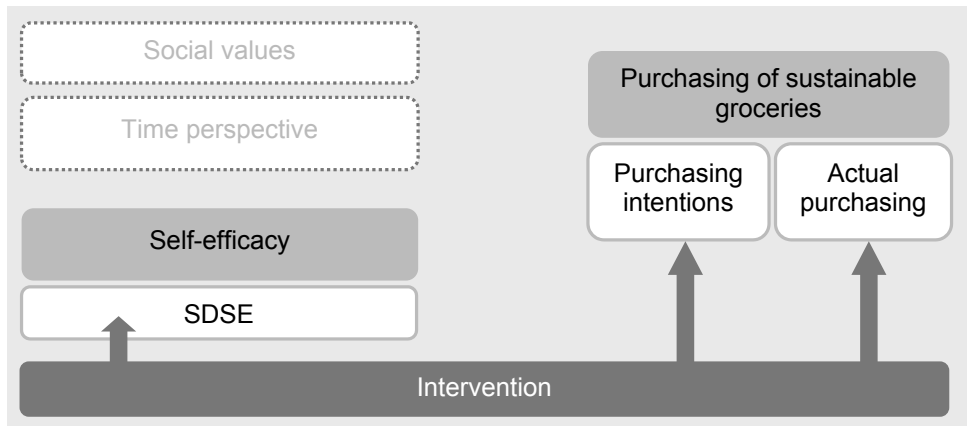 Social values
Time perspective
Self-efficacy
SDSE
Purchasing of sustainable
groceries
Purchasing
intentions
Actual
purchasing
Intervention